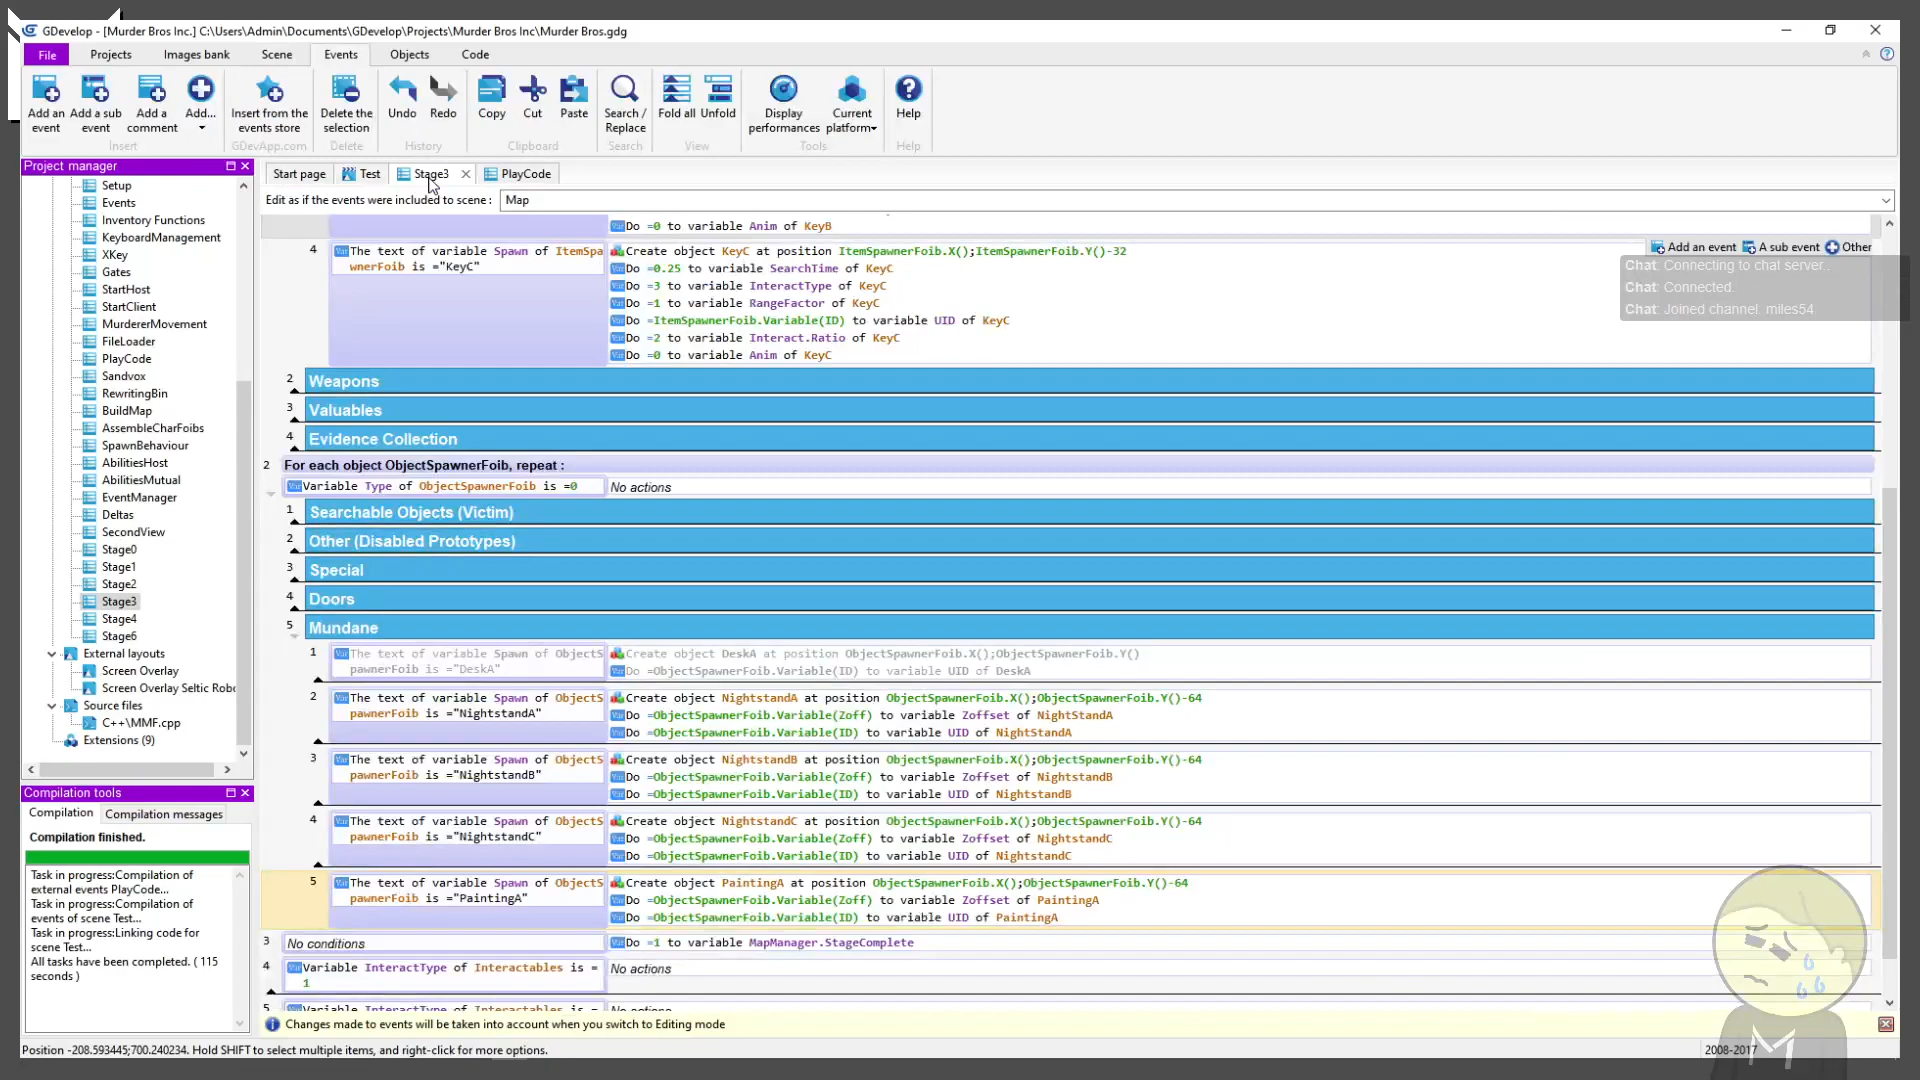 GDevelop - [Murder Bros Inc.] C:\Users\Admin\Documents\GDevelop\Projects\Murder Bros Inc\Murder Bros.gdg
File Projects Images bank Scene Events Objects Code
Add an event
Add a sub event
Add a comment
Add...
Insert from the events store
Delete the selection
Undo
Redo
Copy
Cut
Paste
Search / Replace
Fold all
Unfold
Display performances
Current platform
Help
Insert GDevApp.com Delete History Clipboard Search View Tools Help
Project manager
Setup
Events
Inventory Functions
KeyboardManagement
XKey
Gates
StartHost
StartClient
MurdererMovement
FileLoader
PlayCode
Sandvox
RewritingBin
BuildMap
AssembleCharFoibs
SpawnBehaviour
AbilitiesHost
AbilitiesMutual
EventManager
Deltas
SecondView
Stage0
Stage1
Stage2
Stage3
Stage4
Stage6
External layouts
Screen Overlay
Screen Overlay Seltic Robo
Source files
C++\MMF.cpp
Extensions (9)
Compilation tools
Compilation Compilation messages
Compilation finished.
Task in progress:Compilation of
external events PlayCode...
Task in progress:Compilation of
events of scene Test...
Task in progress:Linking code for
scene Test...
All tasks have been completed. ( 115
seconds )
Start page Test Stage3 PlayCode
Edit as if the events were included to scene : Map
Do =0 to variable Anim of KeyB
Add an event A sub event Other
Chat: Connecting to chat server..
Chat: Connected.
Chat: Joined channel: miles54
4 The text of variable Spawn of ItemSpa
wnerFoib is ="KeyC"
Create object KeyC at position ItemSpawnerFoib.X();ItemSpawnerFoib.Y()-32
Do =0.25 to variable SearchTime of KeyC
Do =3 to variable InteractType of KeyC
Do =1 to variable RangeFactor of KeyC
Do =ItemSpawnerFoib.Variable(ID) to variable UID of KeyC
Do =2 to variable Interact.Ratio of KeyC
Do =0 to variable Anim of KeyC
2 Weapons
3 Valuables
4 Evidence Collection
2 For each object ObjectSpawnerFoib, repeat :
Variable Type of ObjectSpawnerFoib is =0 No actions
1 Searchable Objects (Victim)
2 Other (Disabled Prototypes)
3 Special
4 Doors
5 Mundane
1 The text of variable Spawn of ObjectS
pawnerFoib is ="DeskA"
Create object DeskA at position ObjectSpawnerFoib.X();ObjectSpawnerFoib.Y()
Do =ObjectSpawnerFoib.Variable(ID) to variable UID of DeskA
2 The text of variable Spawn of ObjectS
pawnerFoib is ="NightstandA"
Create object NightstandA at position ObjectSpawnerFoib.X();ObjectSpawnerFoib.Y()-64
Do =ObjectSpawnerFoib.Variable(Zoff) to variable Zoffset of NightStandA
Do =ObjectSpawnerFoib.Variable(ID) to variable UID of NightStandA
3 The text of variable Spawn of ObjectS
pawnerFoib is ="NightstandB"
Create object NightstandB at position ObjectSpawnerFoib.X();ObjectSpawnerFoib.Y()-64
Do =ObjectSpawnerFoib.Variable(Zoff) to variable Zoffset of NightstandB
Do =ObjectSpawnerFoib.Variable(ID) to variable UID of NightstandB
4 The text of variable Spawn of ObjectS
pawnerFoib is ="NightstandC"
Create object NightstandC at position ObjectSpawnerFoib.X();ObjectSpawnerFoib.Y()-64
Do =ObjectSpawnerFoib.Variable(Zoff) to variable Zoffset of NightstandC
Do =ObjectSpawnerFoib.Variable(ID) to variable UID of NightstandC
5 The text of variable Spawn of ObjectS
pawnerFoib is ="PaintingA"
Create object PaintingA at position ObjectSpawnerFoib.X();ObjectSpawnerFoib.Y()-64
Do =ObjectSpawnerFoib.Variable(Zoff) to variable Zoffset of PaintingA
Do =ObjectSpawnerFoib.Variable(ID) to variable UID of PaintingA
3 No conditions Do =1 to variable MapManager.StageComplete
4 Variable InteractType of Interactables is =
1
No actions
5 Variable InteractType of Interactables is = No actions
Changes made to events will be taken into account when you switch to Editing mode
Position -208.593445;700.240234. Hold SHIFT to select multiple items, and right-click for more options.
2008-2017